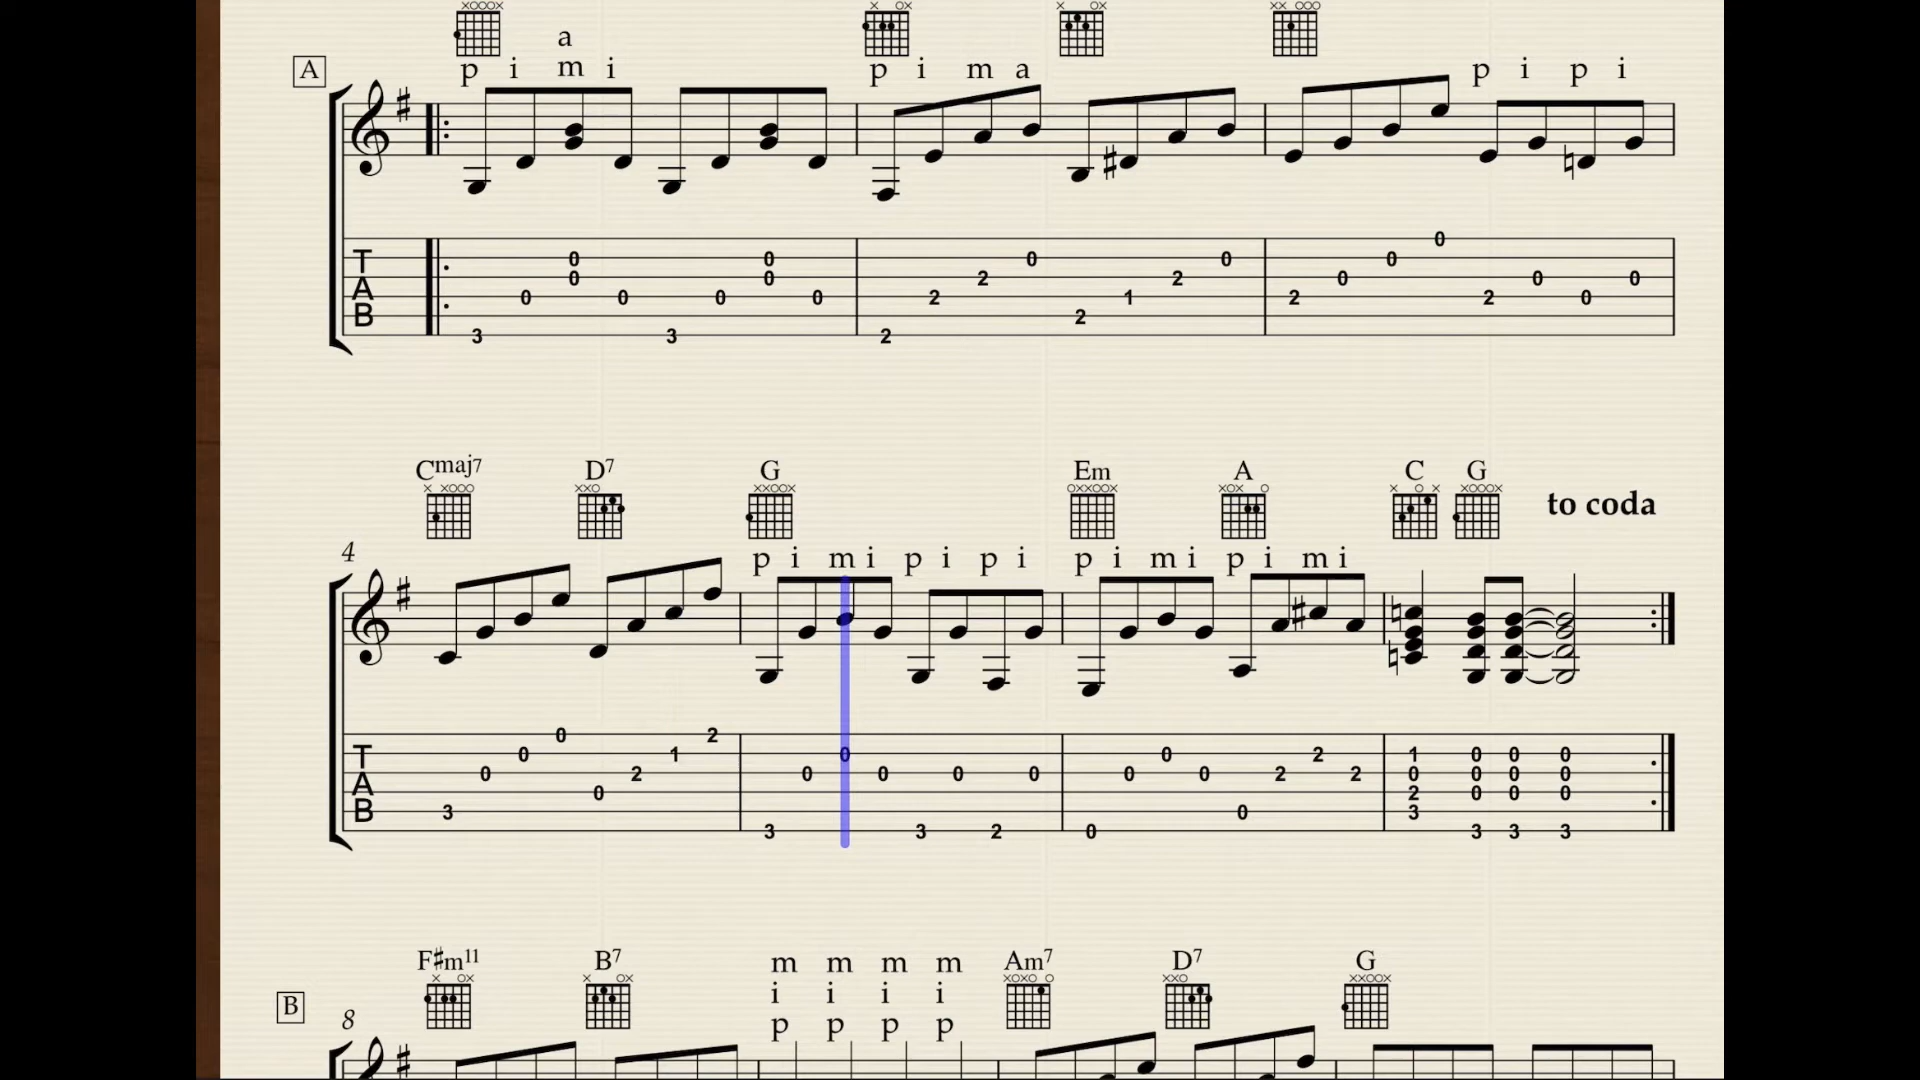 a
A p i m i p i m a p i p i
T 0 0 0 0 0
A 0 0 2 2 0 0 0
B 0 0 0 0 2 1 2 2 0
3 3 2 2
Cmaj7 D7 G Em A C G
to coda
4 p i m i p i p i p i m i p i m i
T 0 2
A 0 1 0 0 2 1 0 0 0
B 0 2 0 0 0 0 0 0 2 2 0 0 0 0
0 2 0 0 0
3 0 3
3 3 2 0 3 3 3
F#m11 B7 m m m m Am7 D7 G
i i i i
B 8 p p p p